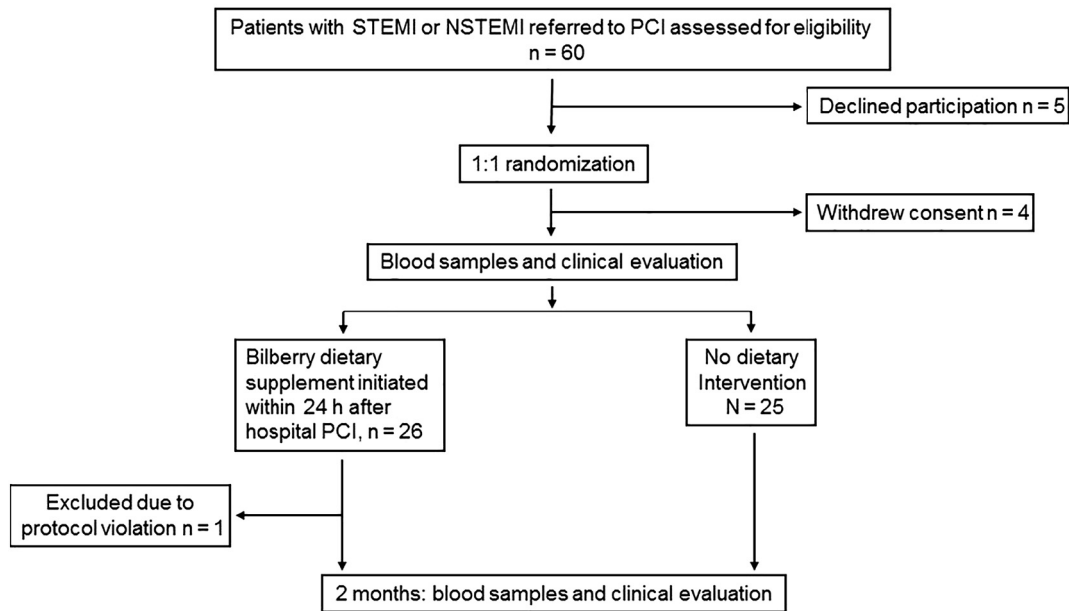 Patients with STEMI or NSTEMI referred to PCI assessed for eligibility
n = 60
Declined participation n = 5
1:1 randomization
Withdrew consent n = 4
Blood samples and clinical evaluation
Bilberry dietary
supplement initiated
within 24 h after
hospital PCI, n = 26
No dietary
Intervention
N = 25
Excluded due to
protocol violation n = 1
2 months: blood samples and clinical evaluation